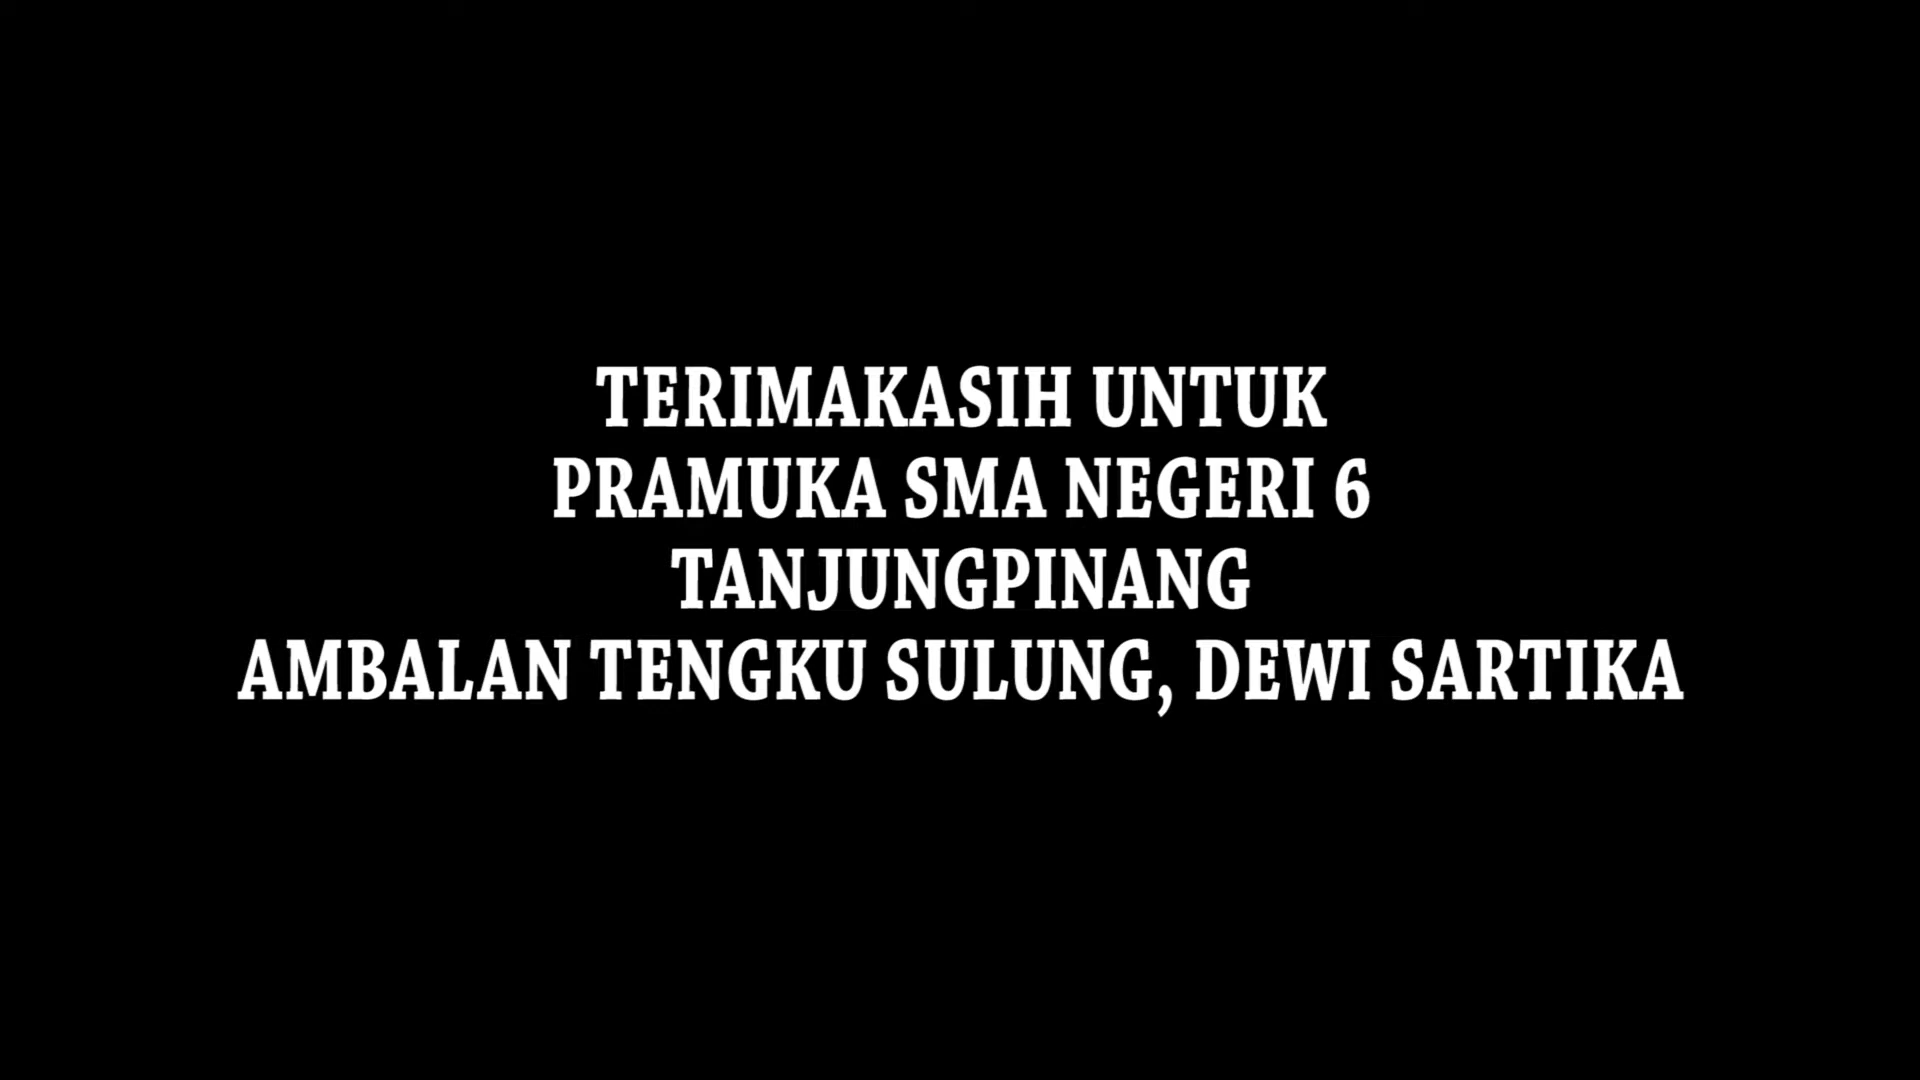 TERIMAKASIH UNTUK
PRAMUKA SMA NEGERI 6
TANJUNGPINANG
AMBALAN TENGKU SULUNG, DEWI SARTIKA